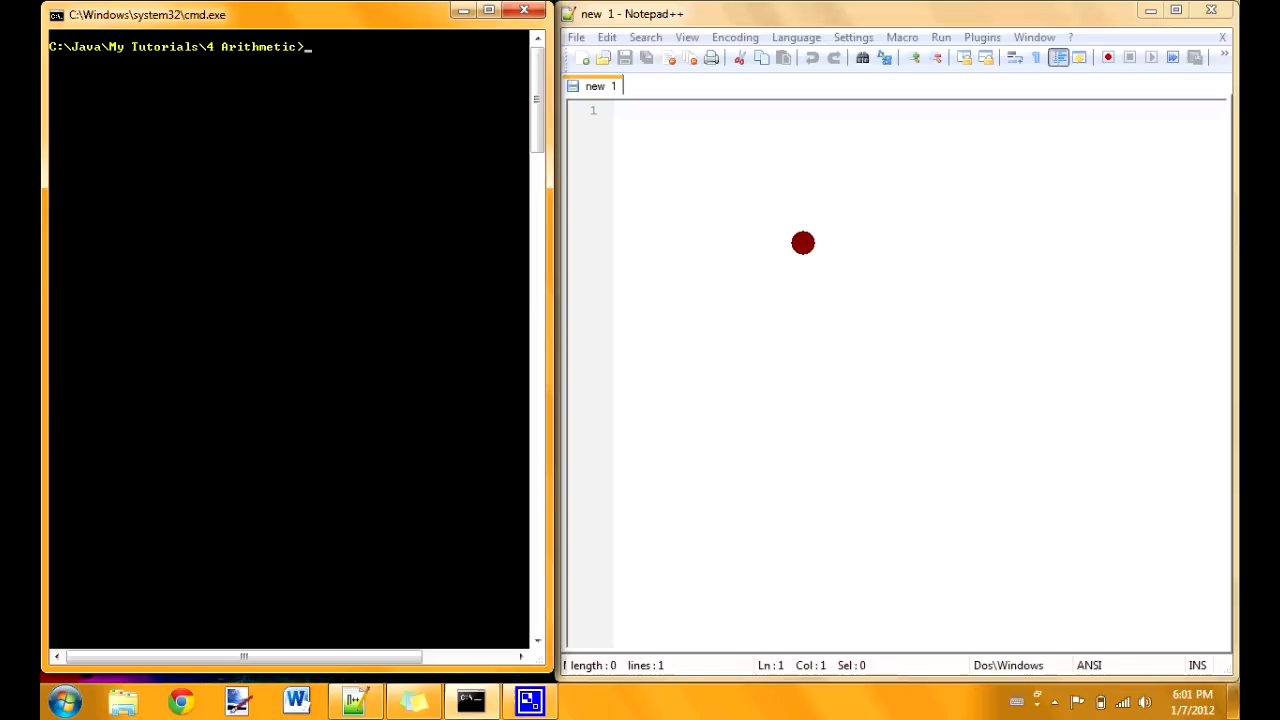 C:\Windows\system32\cmd.exe
C:\Java\My Tutorials\4 Arithmetic>_
new 1 - Notepad++
File Edit Search View Encoding Language Settings Macro Run Plugins Window ? X
new 1
1
length:0 lines:1 Ln:1 Col:1 Sel:0 Dos\Windows ANSI INS
6:01 PM
1/7/2012